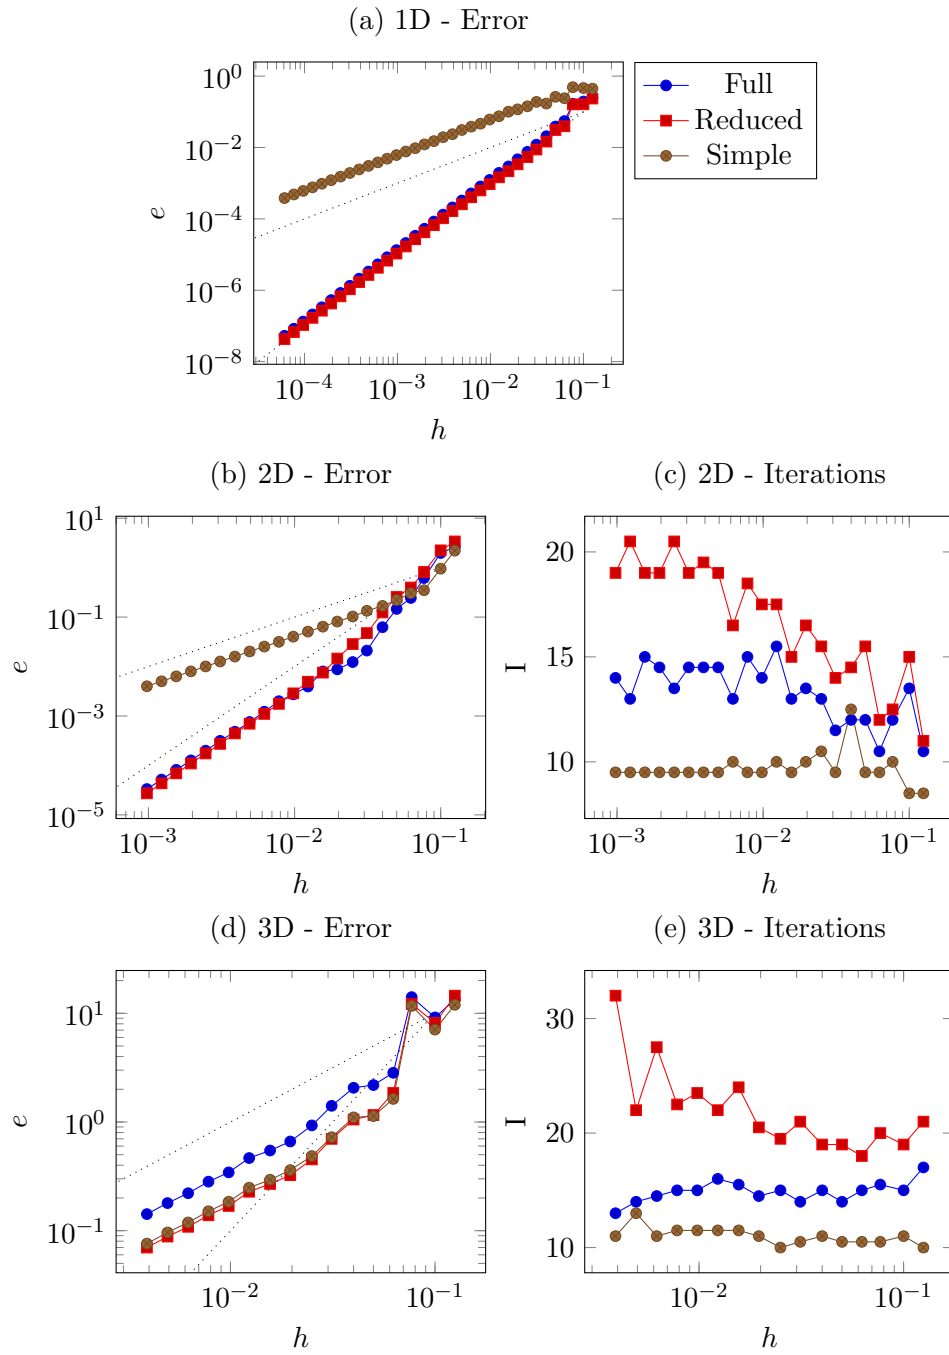 (a) 1D - Error
10^0
10^-2
10^-4
10^-6
10^-8
e
10^-4 10^-3 10^-2 10^-1
h
Full
Reduced
Simple
(b) 2D - Error
10^1
10^-1
10^-3
10^-5
e
10^-3 10^-2 10^-1
h
(c) 2D - Iterations
20
15
10
I
10^-3 10^-2 10^-1
h
(d) 3D - Error
10^1
10^0
10^-1
e
10^-2 10^-1
h
(e) 3D - Iterations
30
20
10
I
10^-2 10^-1
h